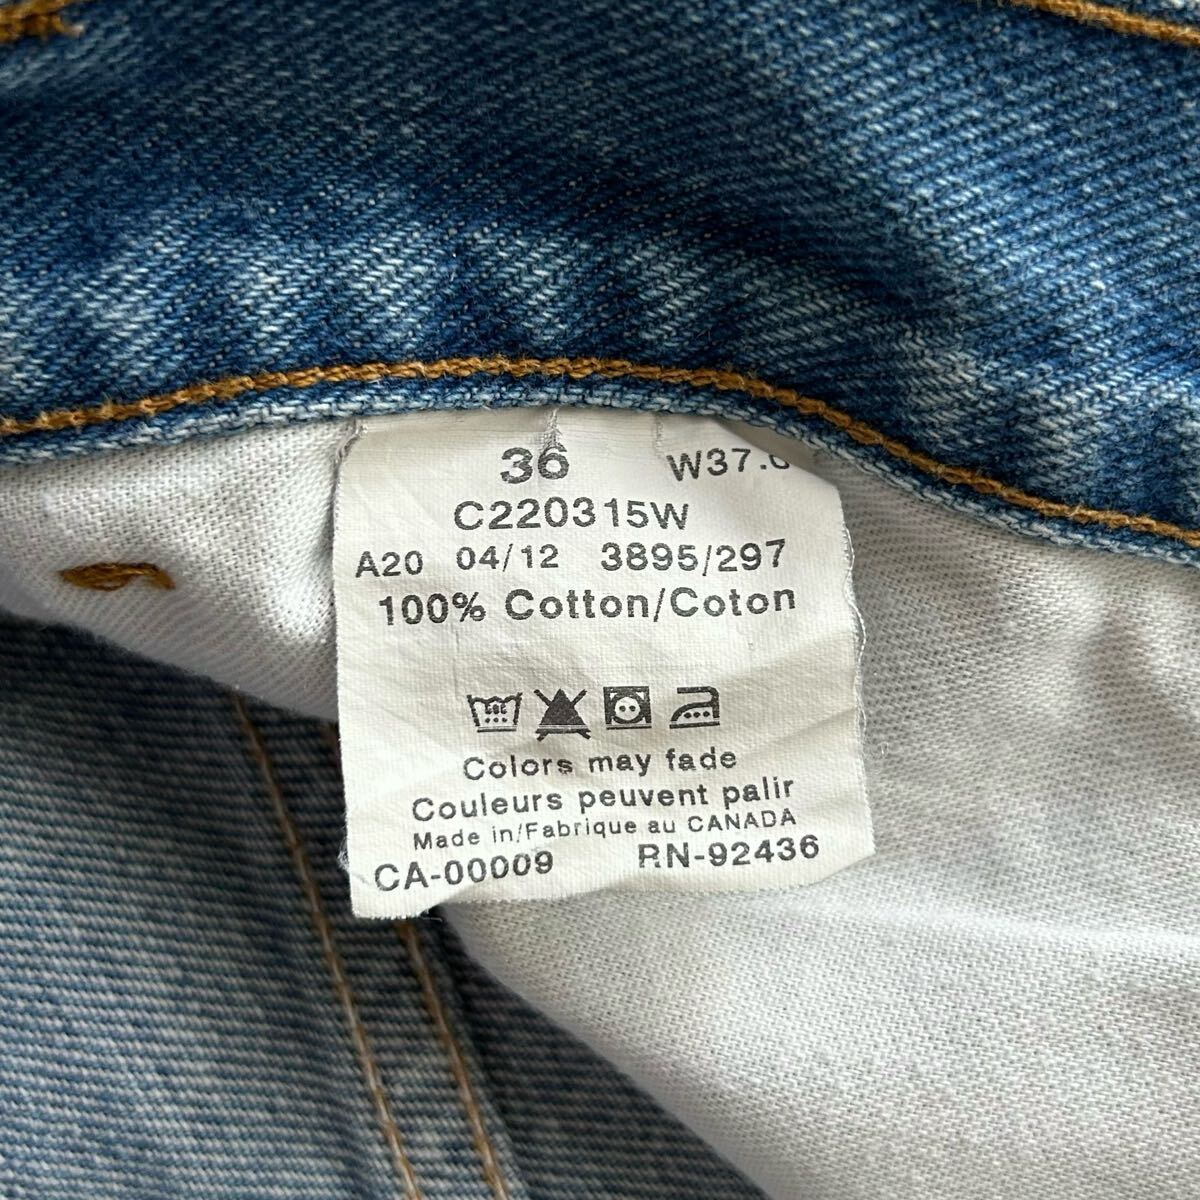 36
C220315W
A20 04/12 3895/297
100% Cotton/Coton
Colors may fade
Couleurs peuvent palir
Made in/Fabrique au CANADA
CA-00009 RN-92436